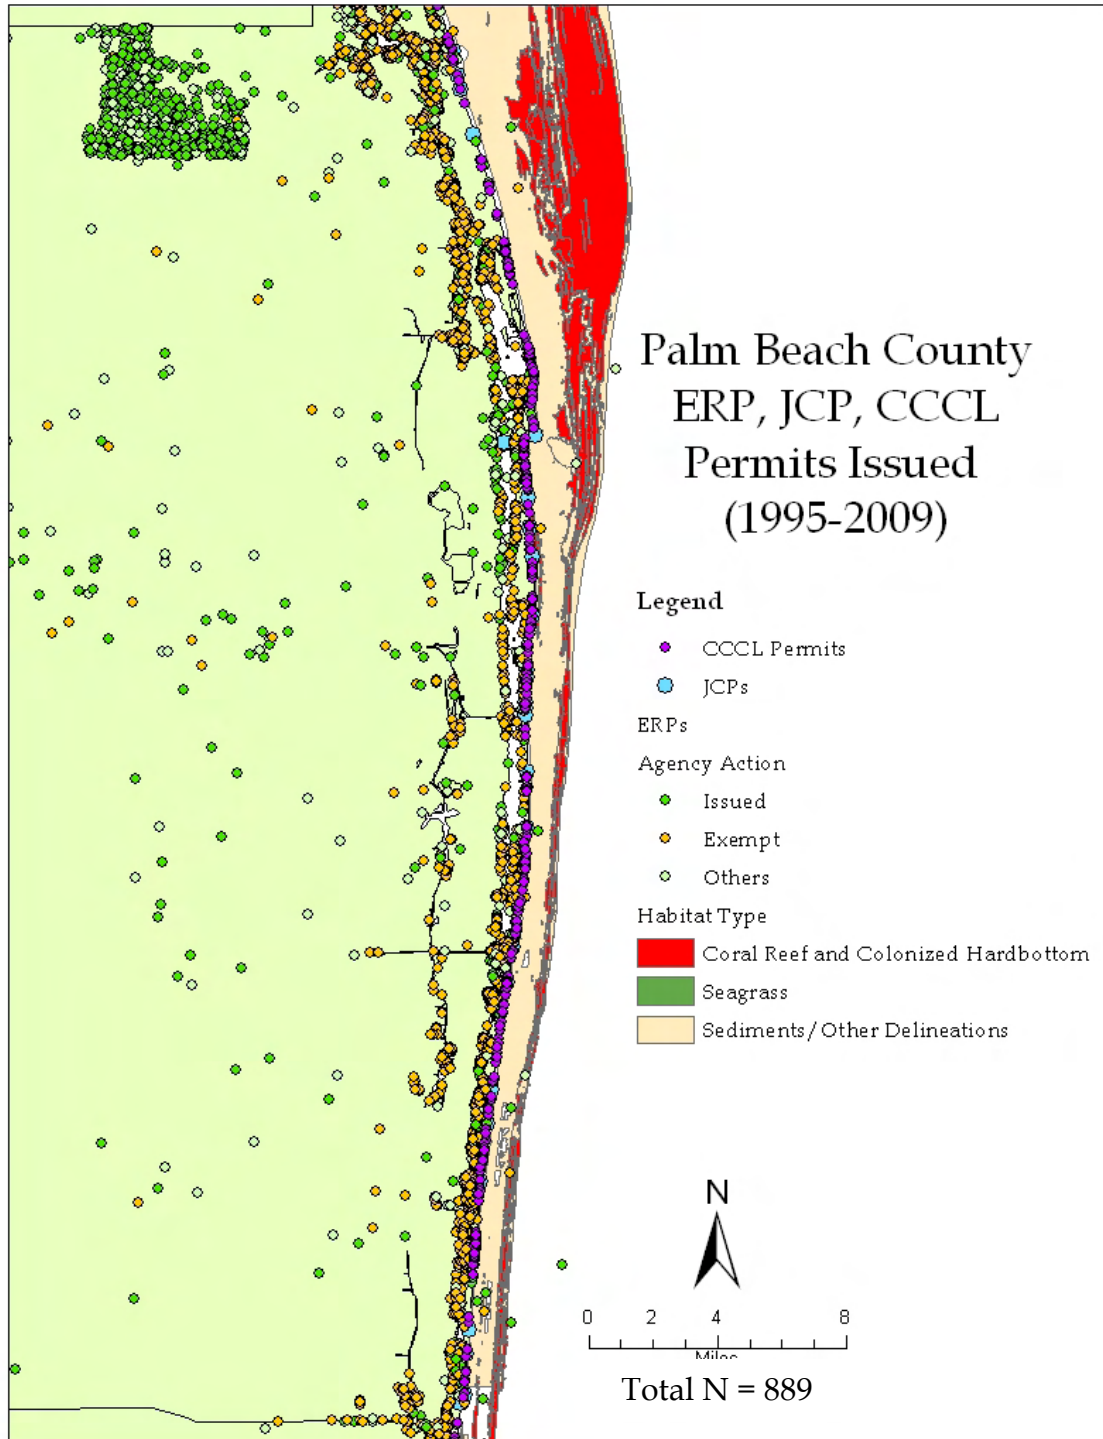 Palm Beach County
ERP, JCP, CCCL
Permits Issued
(1995-2009)
Legend
CCCL Permits
JCPs
ERPs
Agency Action
Issued
Exempt
Others
Habitat Type
Coral Reef and Colonized Hardbottom
Seagrass
Sediments/Other Delineations
N
0 2 4 8
Miles
Total N = 889